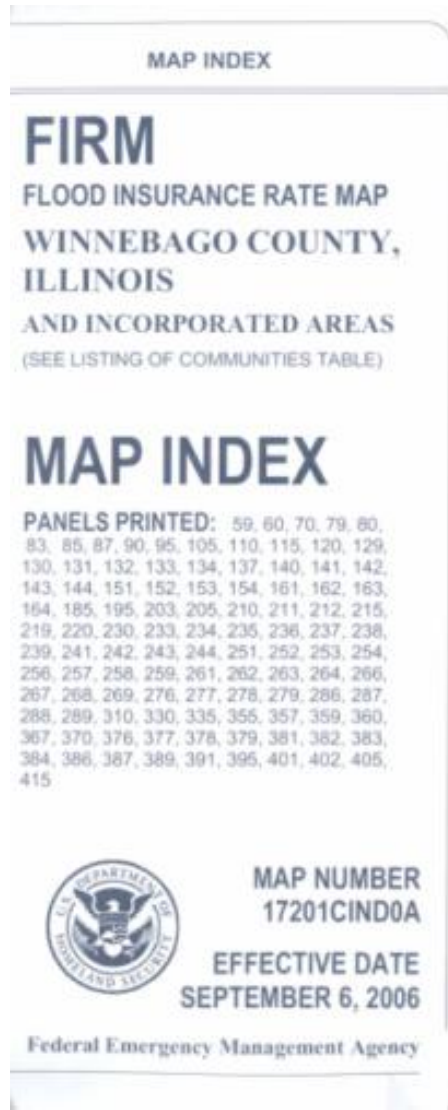 MAP INDEX
FIRM
FLOOD INSURANCE RATE MAP
WINNEBAGO COUNTY,
ILLINOIS
AND INCORPORATED AREAS
(SEE LISTING OF COMMUNITIES TABLE)
MAP INDEX
PANELS PRINTED: 59, 60, 70, 79, 80,
83, 85, 87, 90, 95, 105, 110, 115, 120, 129,
130, 131, 132, 133, 134, 137, 140, 141, 142,
143, 144, 151, 152, 153, 154, 161, 162, 163,
164, 185, 195, 203, 205, 210, 211, 212, 215,
219, 220, 230, 233, 234, 235, 236, 237, 238,
239, 241, 242, 243, 244, 251, 252, 253, 254,
256, 257, 258, 259, 261, 262, 263, 264, 266,
267, 268, 269, 276, 277, 278, 279, 286, 287,
288, 289, 310, 330, 335, 355, 357, 359, 360,
367, 370, 376, 377, 378, 379, 381, 382, 383,
384, 386, 387, 389, 391, 395, 401, 402, 405,
415
U.S. DEPARTMENT OF
HOMELAND SECURITY
MAP NUMBER
17201CIND0A
EFFECTIVE DATE
SEPTEMBER 6, 2006
Federal Emergency Management Agency